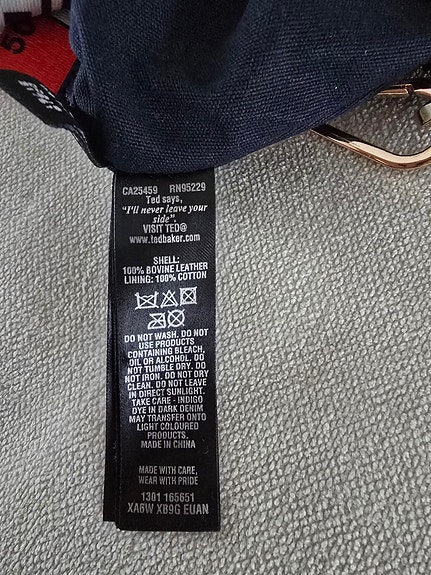 50
CA25459 RN95229
Ted says,
"I'll never leave your
side".
VISIT TED@
www.tedbaker.com
SHELL:
100% BOVINE LEATHER
LINING: 100% COTTON
DO NOT WASH. DO NOT
USE PRODUCTS
CONTAINING BLEACH,
OIL OR ALCOHOL. DO
NOT TUMBLE DRY. DO
NOT IRON. DO NOT DRY
CLEAN. DO NOT LEAVE
IN DIRECT SUNLIGHT.
TAKE CARE - INDIGO
DYE IN DARK DENIM
MAY TRANSFER ONTO
LIGHT COLOURED
PRODUCTS.
MADE IN CHINA
MADE WITH CARE,
WEAR WITH PRIDE
1301 165651
XA6W XB9G EUAN